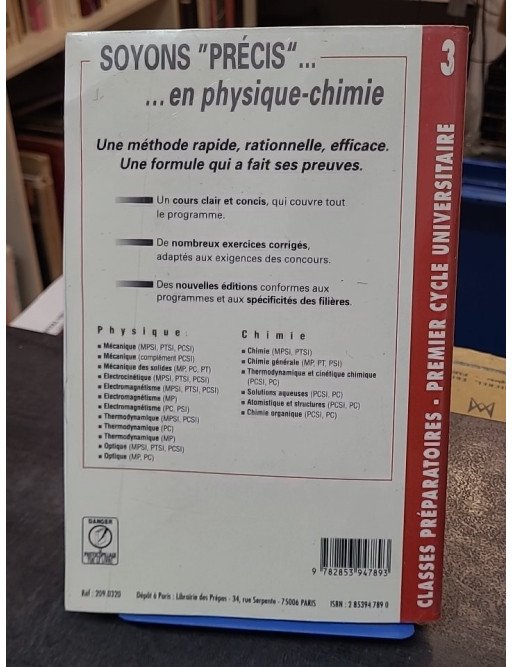 SOYONS "PRÉCIS"...
... en physique-chimie
Une méthode rapide, rationnelle, efficace.
Une formule qui a fait ses preuves.
Un cours clair et concis, qui couvre tout
le programme.
De nombreux exercices corrigés,
adaptés aux exigences des concours.
Des nouvelles éditions conformes aux
programmes et aux spécificités des filières.
Physique :
Mécanique (MPSI, PTSI, PCSI)
Mécanique (complément PCSI)
Mécanique des solides (MP, PC, PT)
Electrocinétique (MPSI, PTSI, PCSI)
Electromagnétisme (MPSI, PTSI, PCSI)
Electromagnétisme (MP)
Electromagnétisme (PC, PSI)
Thermodynamique (MPSI, PCSI)
Thermodynamique (PC)
Thermodynamique (MP)
Optique (MPSI, PTSI, PCSI)
Optique (MP, PC)
Chimie
Chimie (MPSI, PTSI)
Chimie générale (MP, PT, PSI)
Thermodynamique et cinétique chimique
(PCSI, PC)
Solutions aqueuses (PCSI, PC)
Atomistique et structures (PCSI, PC)
Chimie organique (PCSI, PC)
DANGER
LE
PHOTOCOPILLAGE
TUE LE LIVRE
9 782853 947893
Réf : 209.0320
Dépôt à Paris : Librairie des Prépas - 34, rue Serpente - 75006 PARIS
ISBN : 2 85394 789 0
3
CLASSES PRÉPARATOIRES - PREMIER CYCLE UNIVERSITAIRE